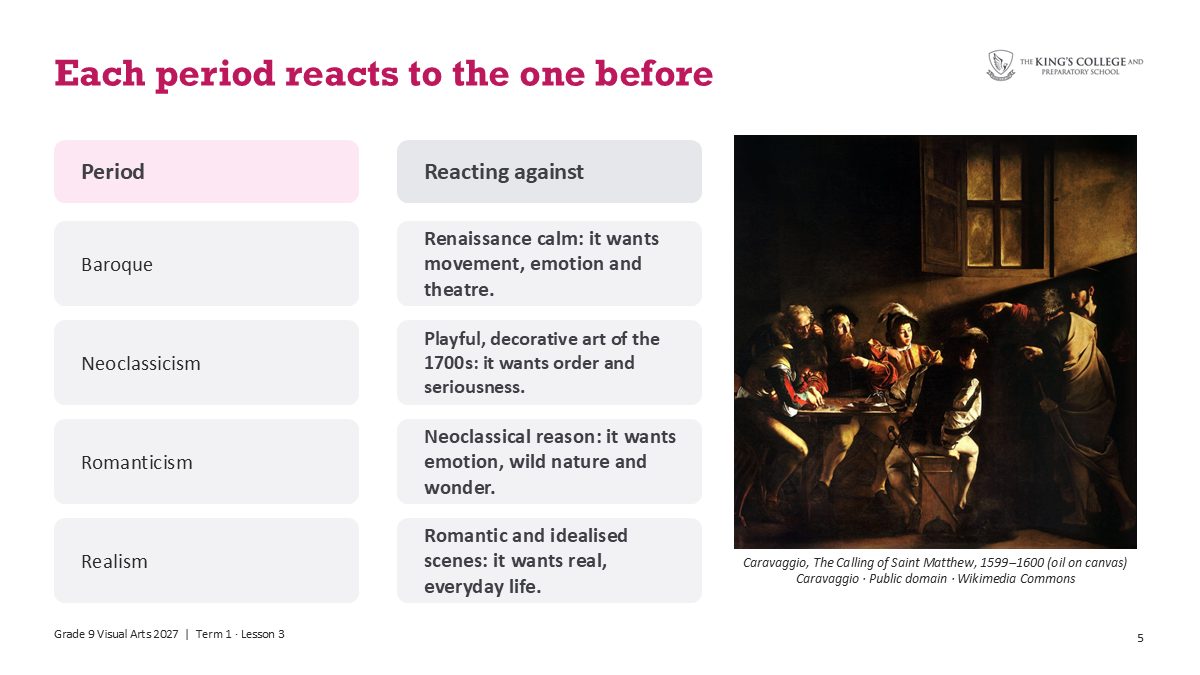 Each period reacts to the one before
THE KING'S COLLEGE AND
PREPARATORY SCHOOL
Period
Reacting against
Baroque
Renaissance calm: it wants
movement, emotion and
theatre.
Neoclassicism
Playful, decorative art of the
1700s: it wants order and
seriousness.
Romanticism
Neoclassical reason: it wants
emotion, wild nature and
wonder.
Realism
Romantic and idealised
scenes: it wants real,
everyday life.
Caravaggio, The Calling of Saint Matthew, 1599–1600 (oil on canvas)
Caravaggio · Public domain · Wikimedia Commons
Grade 9 Visual Arts 2027 | Term 1 · Lesson 3
5